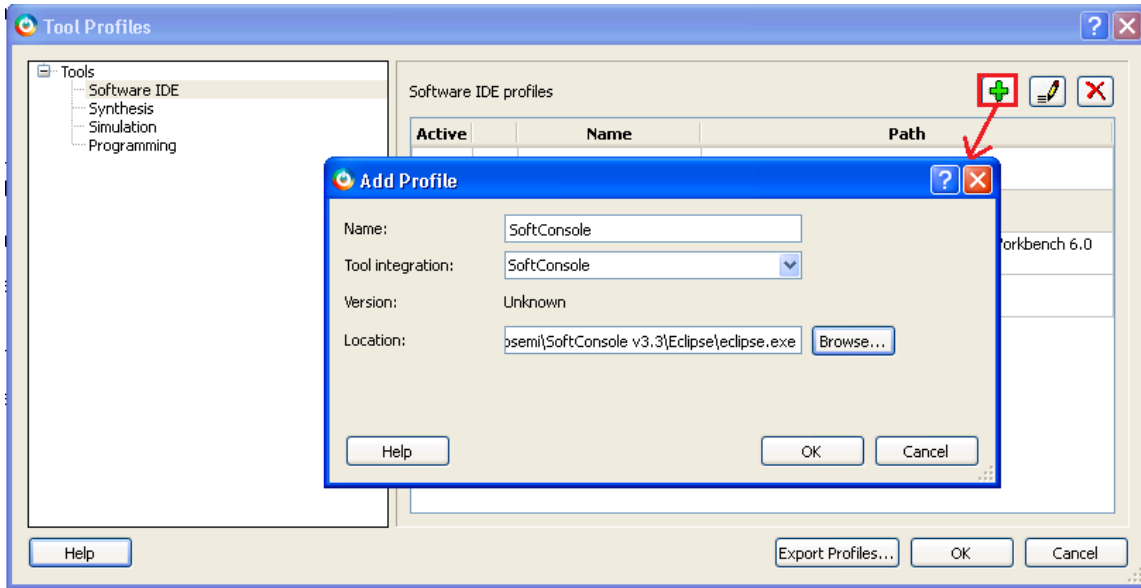 Tool Profiles
Tools
Software IDE
Synthesis
Simulation
Programming
Software IDE profiles
Active Name Path
orkbench 6.0
Add Profile
Name: SoftConsole
Tool integration: SoftConsole
Version: Unknown
Location: osemi\SoftConsole v3.3\Eclipse\eclipse.exe Browse...
Help OK Cancel
Help Export Profiles... OK Cancel